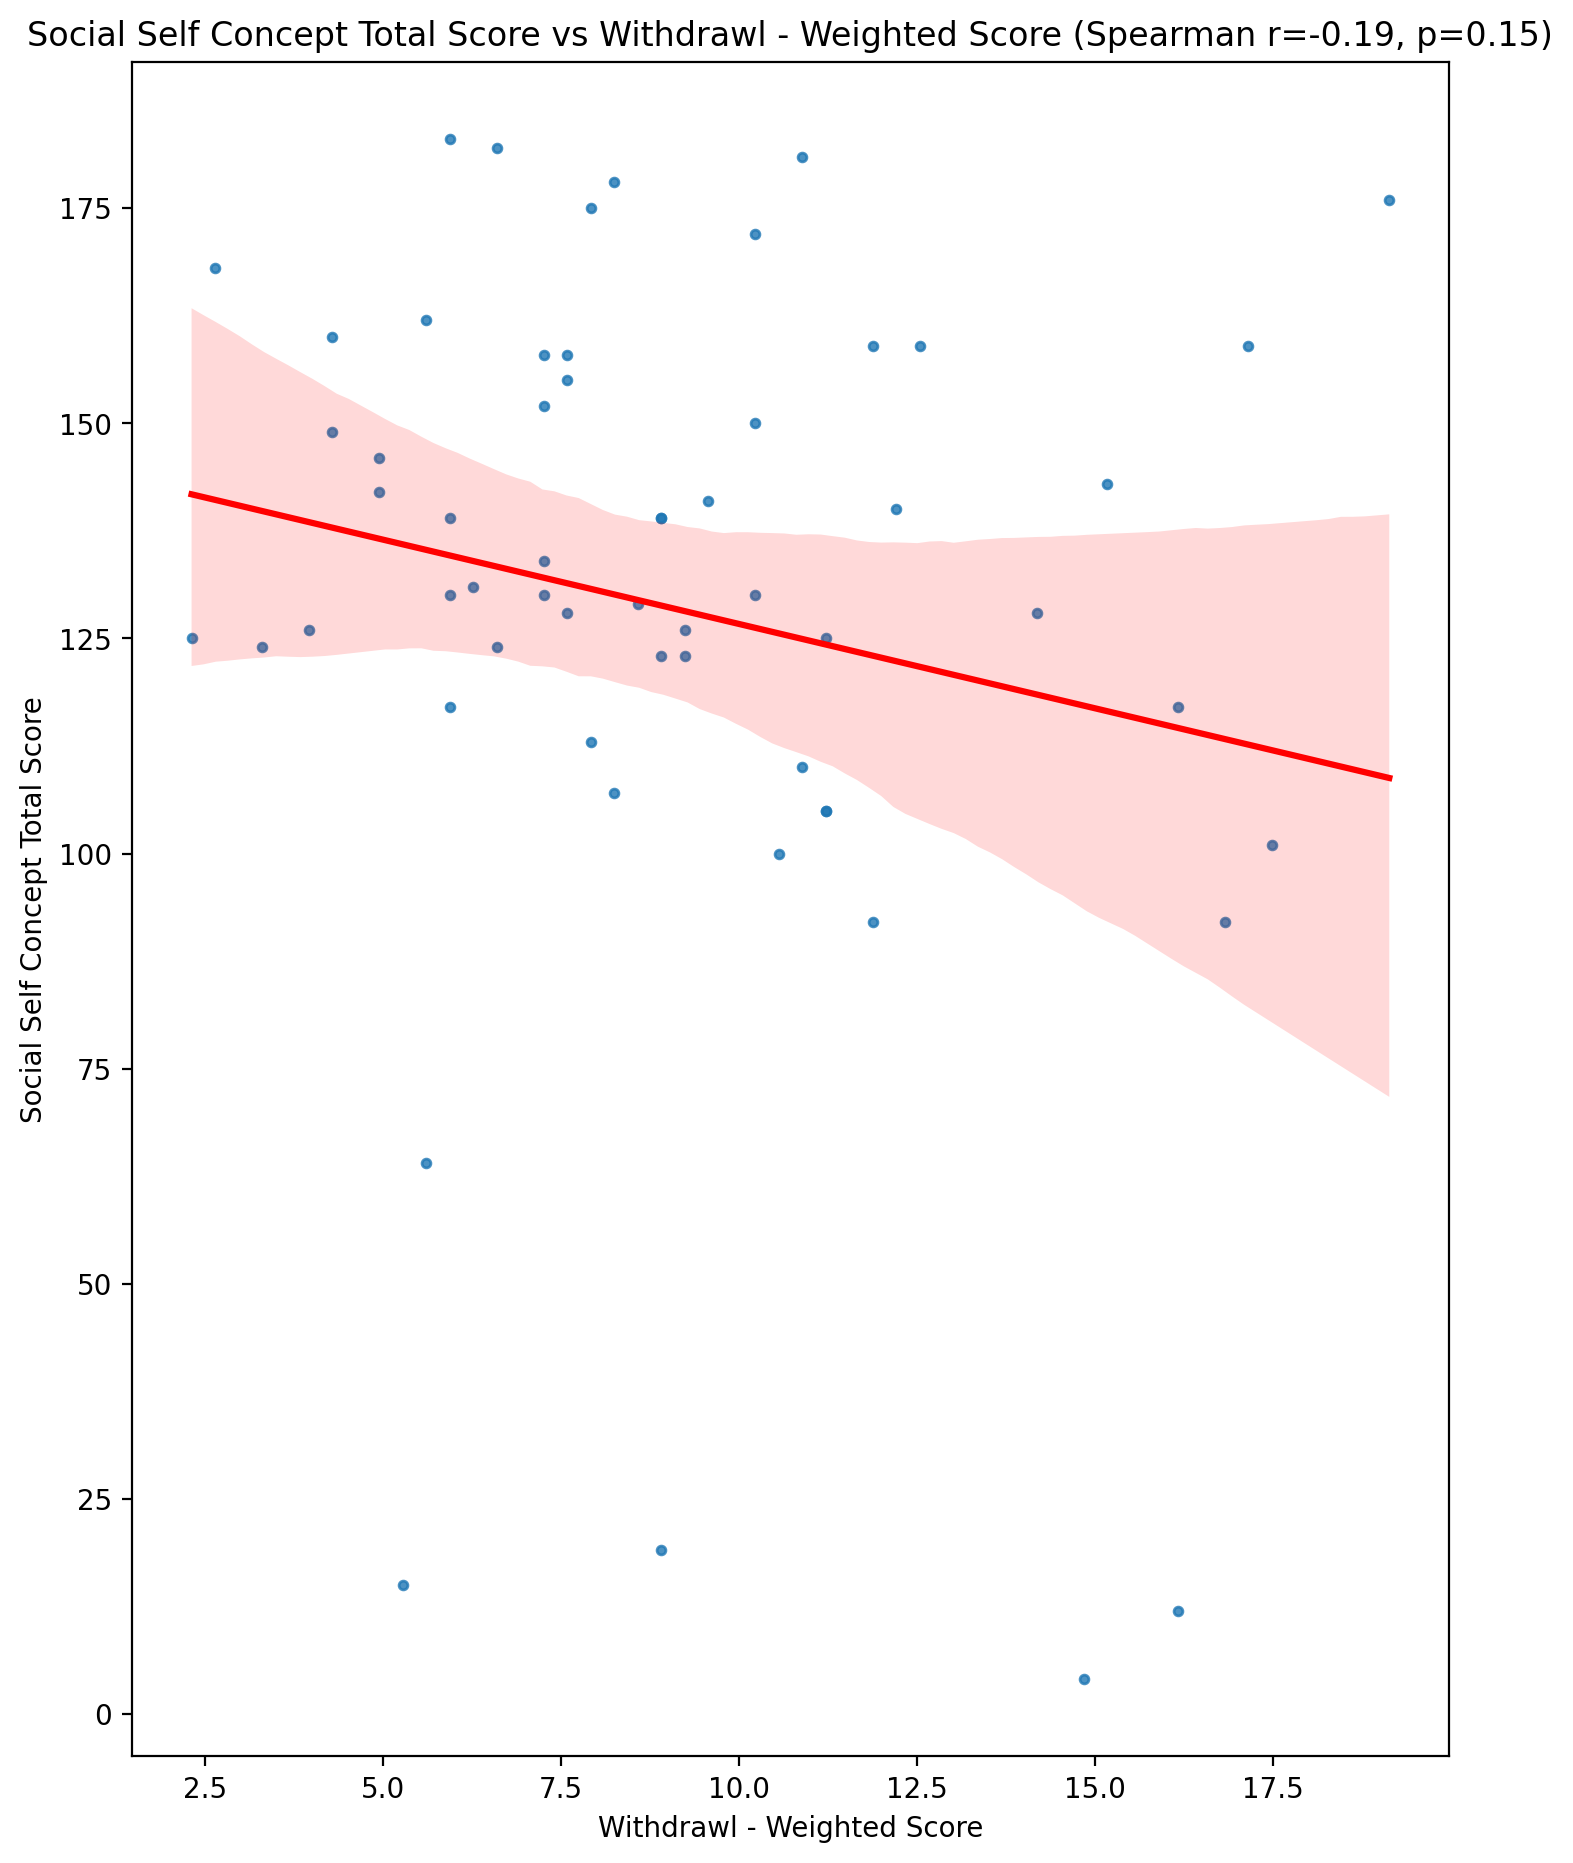 Social Self Concept Total Score vs Withdrawl - Weighted Score (Spearman r=-0.19, p=0.15)
Social Self Concept Total Score
175
150
125
100
75
50
25
0
2.5 5.0 7.5 10.0 12.5 15.0 17.5
Withdrawl - Weighted Score